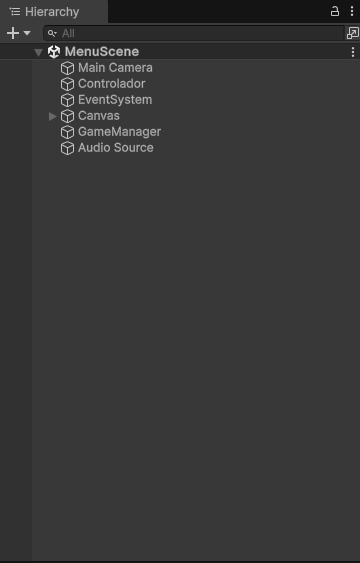 Hierarchy
All
MenuScene
Main Camera
Controlador
EventSystem
Canvas
GameManager
Audio Source